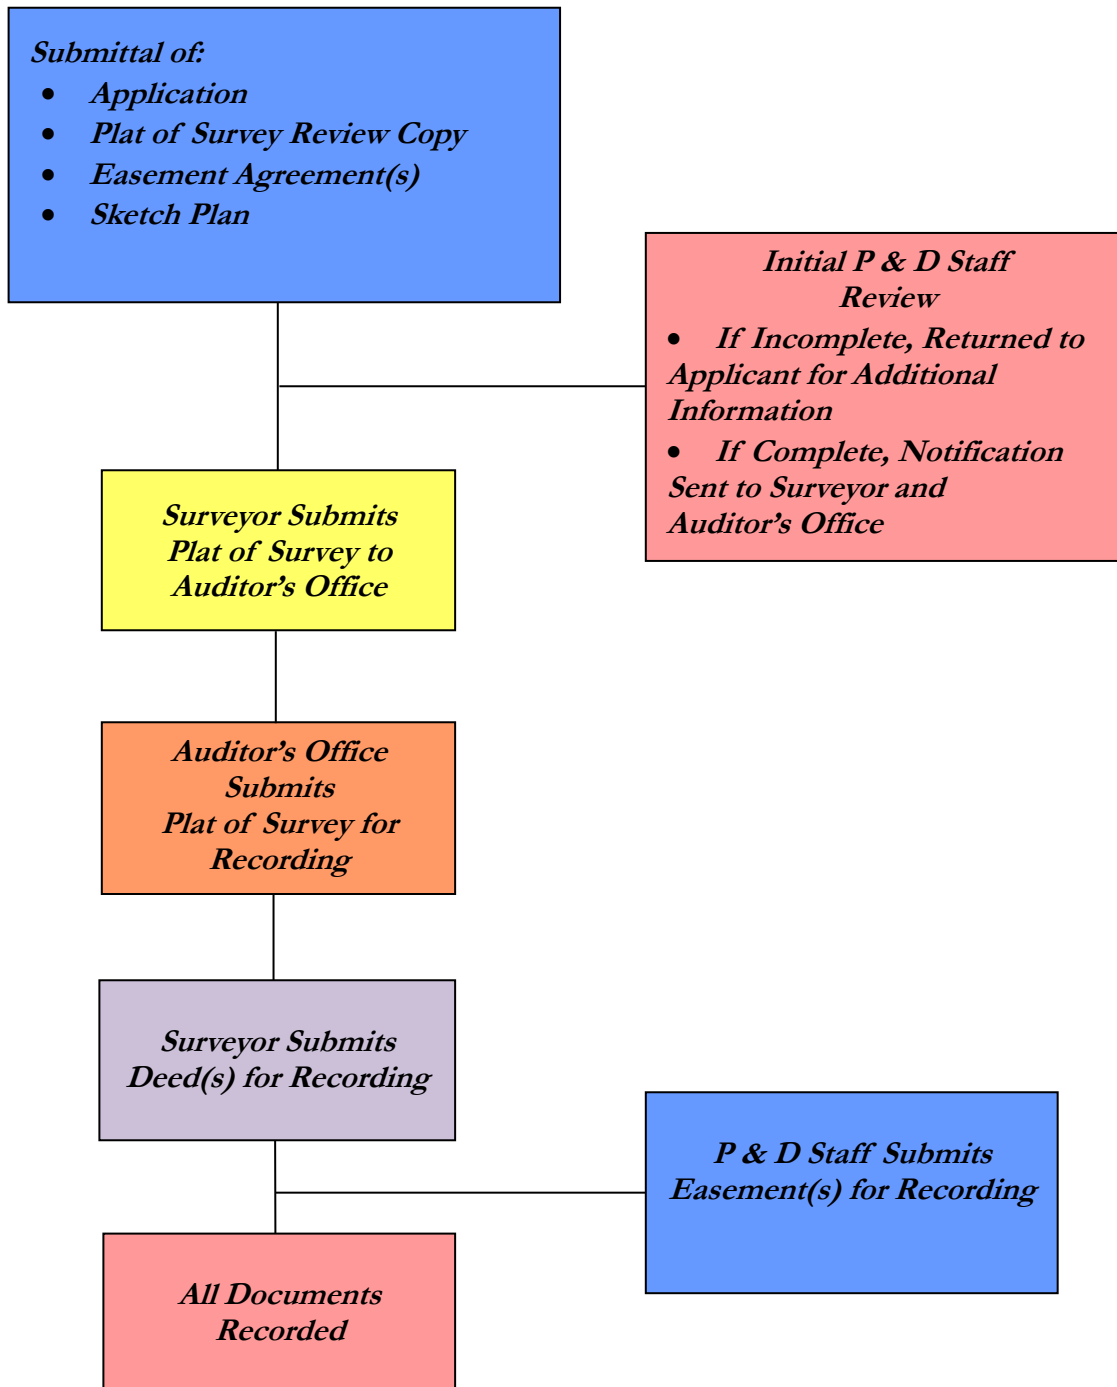 Submittal of:
• Application
• Plat of Survey Review Copy
• Easement Agreement(s)
• Sketch Plan
Initial P & D Staff
Review
• If Incomplete, Returned to
Applicant for Additional
Information
• If Complete, Notification
Sent to Surveyor and
Auditor’s Office
Surveyor Submits
Plat of Survey to
Auditor’s Office
Auditor’s Office
Submits
Plat of Survey for
Recording
Surveyor Submits
Deed(s) for Recording
P & D Staff Submits
Easement(s) for Recording
All Documents
Recorded